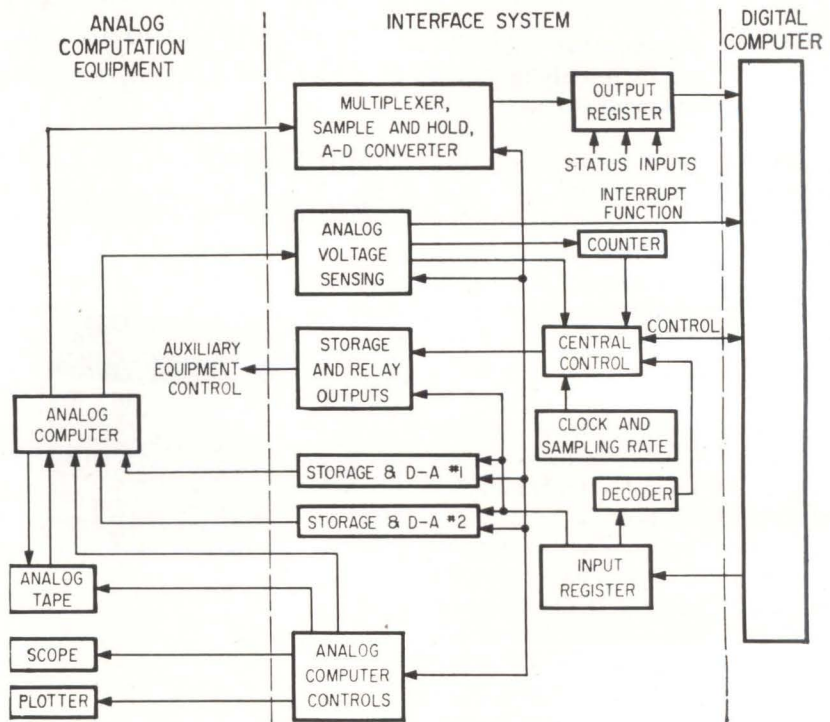 ANALOG
COMPUTATION
EQUIPMENT
INTERFACE SYSTEM
DIGITAL
COMPUTER
MULTIPLEXER,
SAMPLE AND HOLD,
A-D CONVERTER
OUTPUT
REGISTER
STATUS INPUTS
INTERRUPT
FUNCTION
ANALOG
VOLTAGE
SENSING
COUNTER
AUXILIARY
EQUIPMENT
CONTROL
STORAGE
AND RELAY
OUTPUTS
CENTRAL
CONTROL
CONTROL
ANALOG
COMPUTER
CLOCK AND
SAMPLING RATE
STORAGE & D-A #1
DECODER
STORAGE & D-A #2
INPUT
REGISTER
ANALOG
TAPE
SCOPE
PLOTTER
ANALOG
COMPUTER
CONTROLS